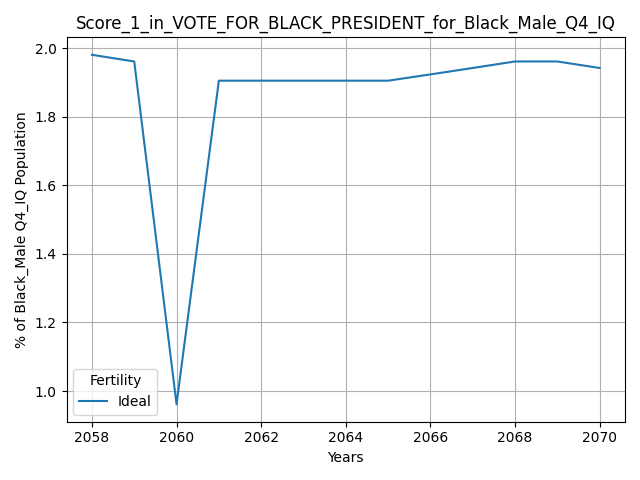 Score_1_in_VOTE_FOR_BLACK_PRESIDENT_for_Black_Male_Q4_IQ
% of Black_Male Q4_IQ Population
2.0
1.8
1.6
1.4
1.2
1.0
Fertility
Ideal
2058 2060 2062 2064 2066 2068 2070
Years